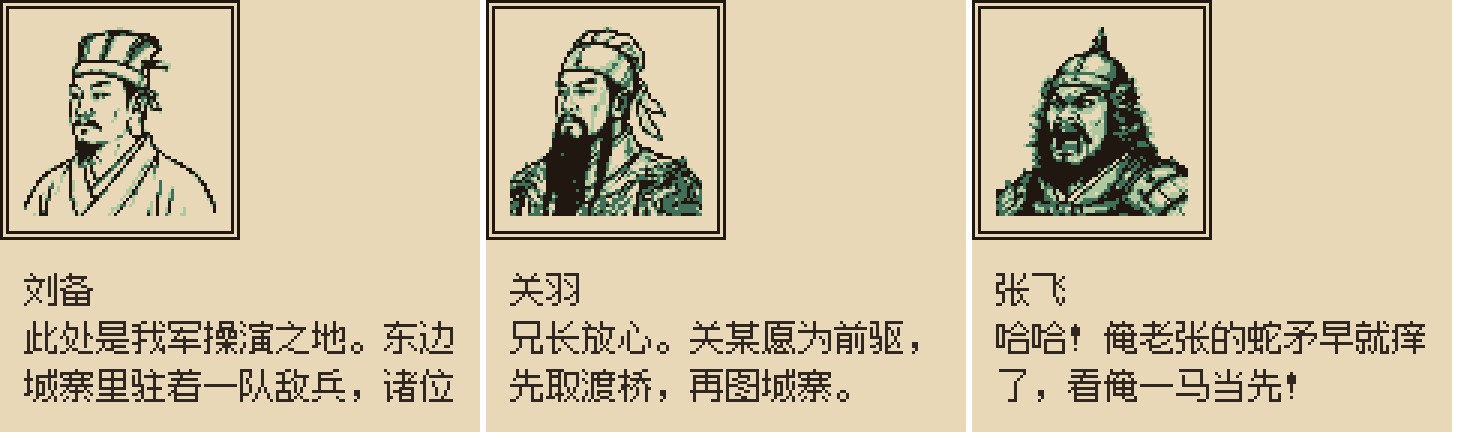 刘备
此处是我军操演之地。东边
城寨里驻着一队敌兵，诸位
关羽
兄长放心。关某愿为前驱，
先取渡桥，再图城寨。
张飞
哈哈！俺老张的蛇矛早就痒
了，看俺一马当先！